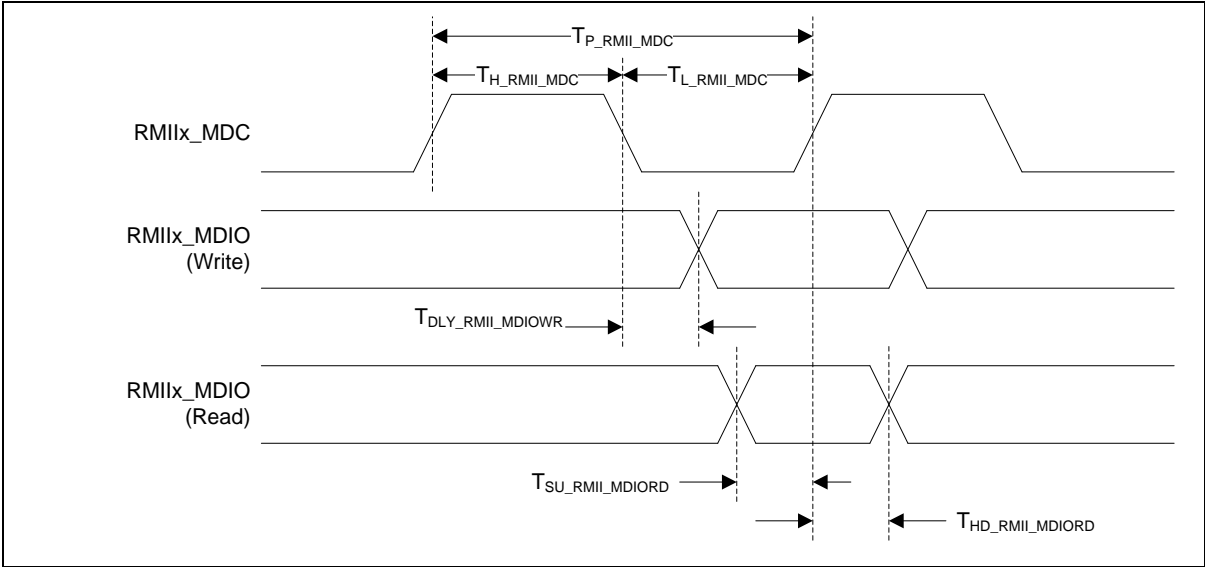 T_P_RMII_MDC
T_H_RMII_MDC T_L_RMII_MDC
RMIIx_MDC
RMIIx_MDIO
(Write)
T_DLY_RMII_MDIOWR
RMIIx_MDIO
(Read)
T_SU_RMII_MDIORD
T_HD_RMII_MDIORD